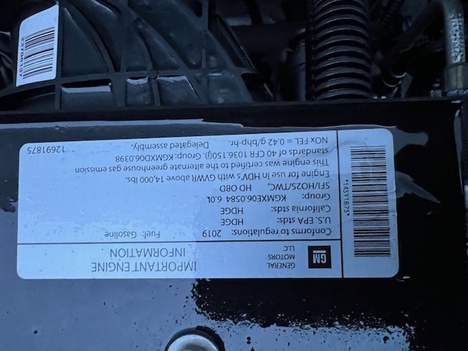 GM
GENERAL
MOTORS
LLC
IMPORTANT ENGINE
INFORMATION
Conforms to regulations: 2019 Fuel: Gasoline
U.S. EPA stds: HDGE
California stds: HDGE HD OBD
Group: KGMXE06.0584 6.0L
SFI/HO2S/TWC
Engine for use in HDVs with GVWR above 14,000 lbs.
This engine was certified to the alternate greenhouse gas emission
standards of 40 CFR 1036.150(j). Group: KGMXD06.0398
NOx FEL = 0.42 g/bhp-hr. Delegated assembly.
12691875